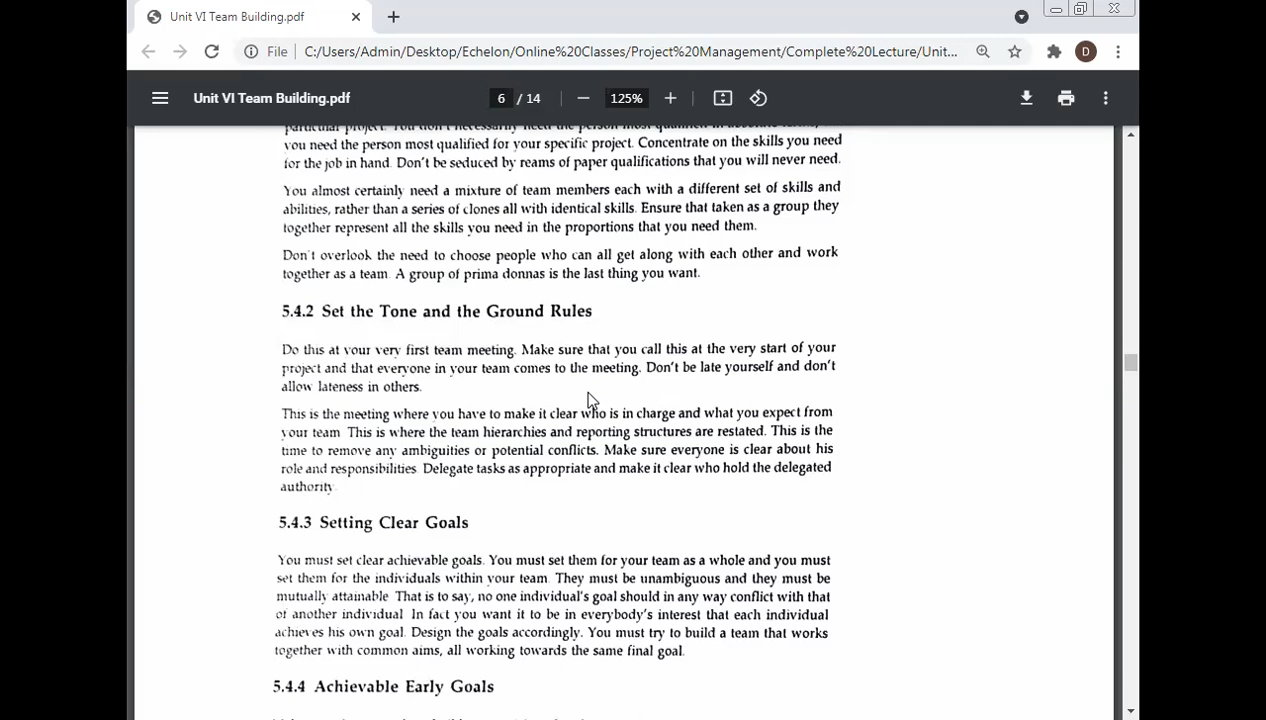 Unit VI Team Building.pdf
File C:/Users/Admin/Desktop/Echelon/Online%20Classes/Project%20Management/Complete%20Lecture/Unit... D
Unit VI Team Building.pdf 6 / 14 125%
particular project. You don't necessarily need the person most qualified in
you need the person most qualified for your specific project. Concentrate on the skills you need
for the job in hand. Don't be seduced by reams of paper qualifications that you will never need.
You almost certainly need a mixture of team members each with a different set of skills and
abilities, rather than a series of clones all with identical skills. Ensure that taken as a group they
together represent all the skills you need in the proportions that you need them.
Don't overlook the need to choose people who can all get along with each other and work
together as a team. A group of prima donnas is the last thing you want.
5.4.2 Set the Tone and the Ground Rules
Do this at your very first team meeting. Make sure that you call this at the very start of your
project and that everyone in your team comes to the meeting. Don't be late yourself and don't
allow lateness in others.
This is the meeting where you have to make it clear who is in charge and what you expect from
your team This is where the team hierarchies and reporting structures are restated. This is the
time to remove any ambiguities or potential conflicts. Make sure everyone is clear about his
role and responsibilities Delegate tasks as appropriate and make it clear who hold the delegated
authority
5.4.3 Setting Clear Goals
You must set clear achievable goals. You must set them for your team as a whole and you must
set them for the individuals within your team They must be unambiguous and they must be
mutually attainable That is to say, no one individual's goal should in any way conflict with that
of another individual In fact you want it to be in everybody's interest that each individual
achieves his own goal. Design the goals accordingly. You must try to build a team that works
together with common aims, all working towards the same final goal.
5.4.4 Achievable Early Goals